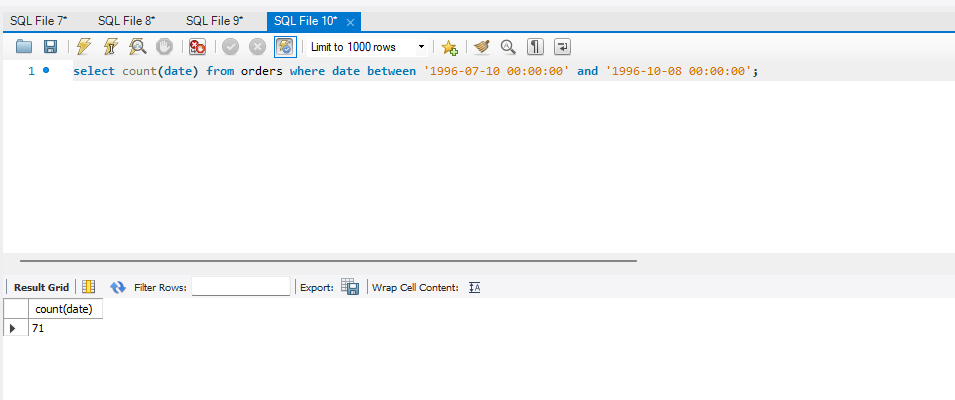 SQL File 7* SQL File 8* SQL File 9* SQL File 10*
Limit to 1000 rows
1 select count(date) from orders where date between '1996-07-10 00:00:00' and '1996-10-08 00:00:00';
Result Grid Filter Rows: Export: Wrap Cell Content:
count(date)
71